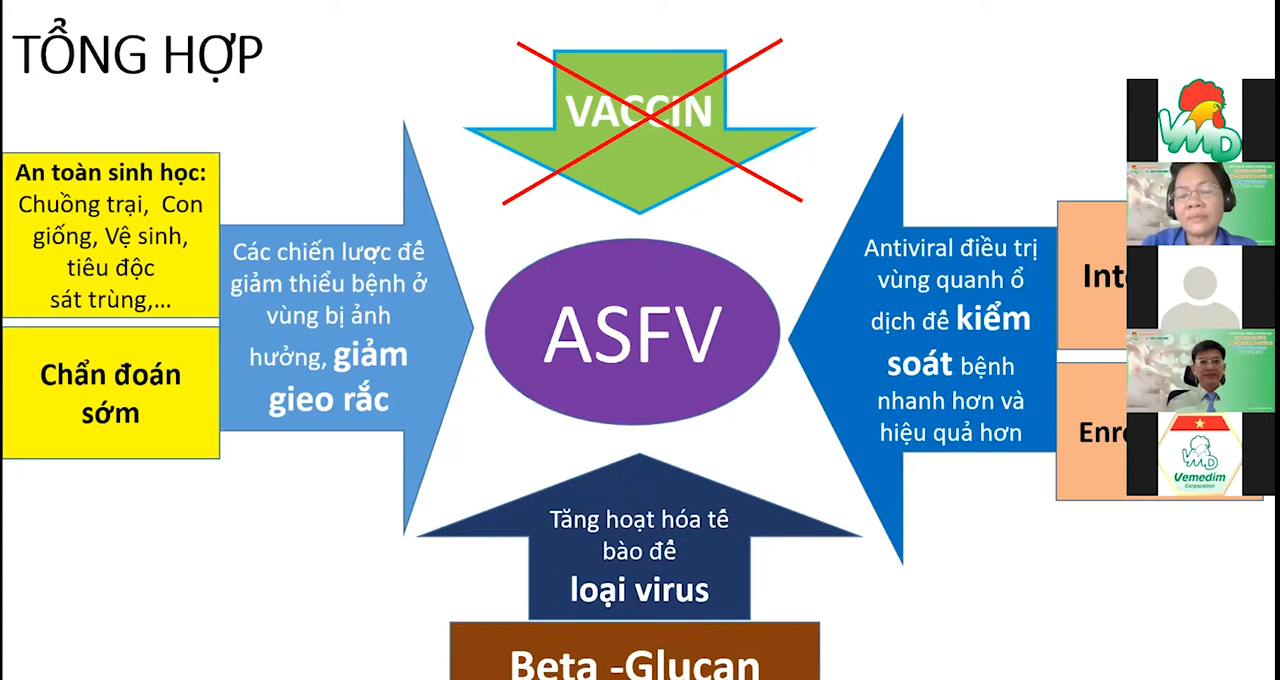 TỔNG HỢP
VACCIN
An toàn sinh học:
Chuồng trại, Con
giống, Vệ sinh,
tiêu độc
sát trùng,...
Chẩn đoán
sớm
Các chiến lược để
giảm thiểu bệnh ở
vùng bị ảnh
hưởng, giảm
gieo rắc
ASFV
Antiviral điều trị
vùng quanh ổ
dịch để kiểm
soát bệnh
nhanh hơn và
hiệu quả hơn
Tăng hoạt hóa tế
bào để
loại virus
Beta -Glucan
VMD
VMD
Vemedim
Corporation